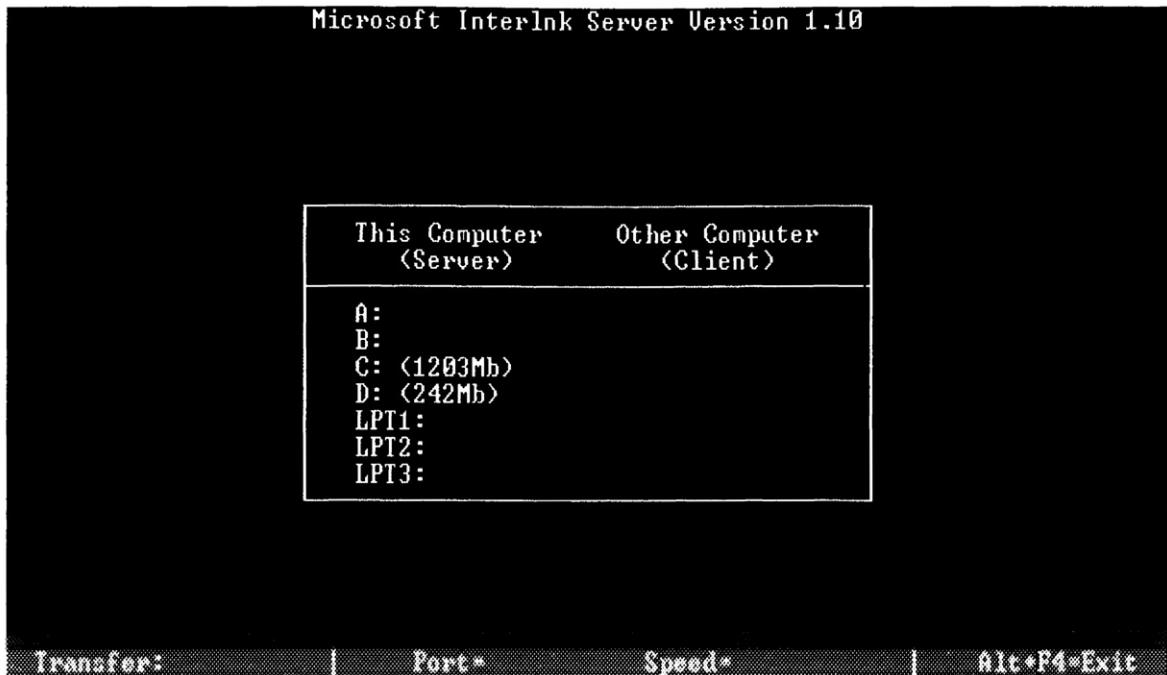 Microsoft Interlnk Server Version 1.10
This Computer Other Computer
(Server) (Client)
A:
B:
C: (1203Mb)
D: (242Mb)
LPT1:
LPT2:
LPT3:
Transfer: Port= Speed= Alt+F4=Exit